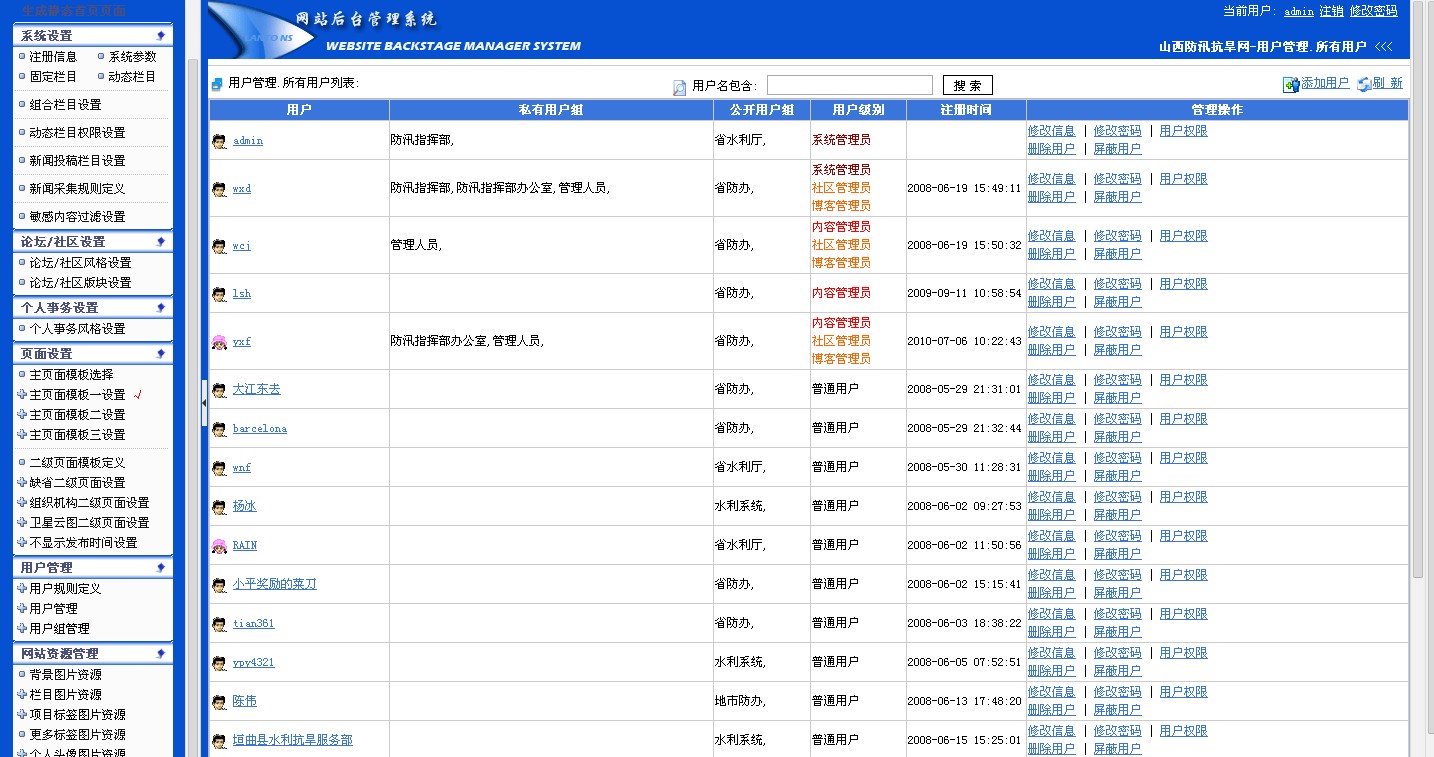 生成静态首页页面
系统设置
注册信息 系统参数
固定栏目 动态栏目
组合栏目设置
动态栏目权限设置
新闻投稿栏目设置
新闻采集规则定义
敏感内容过滤设置
论坛/社区设置
论坛/社区风格设置
论坛/社区版块设置
个人事务设置
个人事务风格设置
页面设置
主页面模板选择
主页面模板一设置 √
主页面模板二设置
主页面模板三设置
二级页面模板定义
缺省二级页面设置
组织机构二级页面设置
卫星云图二级页面设置
不显示发布时间设置
用户管理
用户规则定义
用户管理
用户组管理
网站资源管理
背景图片资源
栏目图片资源
项目标签图片资源
更多标签图片资源
个人头像图片资源
网站后台管理系统
WEBSITE BACKSTAGE MANAGER SYSTEM
当前用户: admin 注销 修改密码
山西防汛抗旱网-用户管理.所有用户 <<<
用户管理.所有用户列表: 用户名包含: 搜 索 添加用户 刷 新
用户 私有用户组 公开用户组 用户级别 注册时间 管理操作
admin 防汛指挥部, 省水利厅, 系统管理员 修改信息 | 修改密码 | 用户权限
删除用户 | 屏蔽用户
系统管理员
wxd 防汛指挥部,防汛指挥部办公室,管理人员, 省防办, 社区管理员 2008-06-19 15:49:11 修改信息 | 修改密码 | 用户权限
博客管理员 删除用户 | 屏蔽用户
内容管理员
wcj 管理人员, 省防办, 社区管理员 2008-06-19 15:50:32 修改信息 | 修改密码 | 用户权限
博客管理员 删除用户 | 屏蔽用户
lsh 省防办, 内容管理员 2009-09-11 10:58:54 修改信息 | 修改密码 | 用户权限
删除用户 | 屏蔽用户
内容管理员
yxf 防汛指挥部办公室,管理人员, 省防办, 社区管理员 2010-07-06 10:22:43 修改信息 | 修改密码 | 用户权限
博客管理员 删除用户 | 屏蔽用户
大江东去 省防办, 普通用户 2008-05-29 21:31:01 修改信息 | 修改密码 | 用户权限
删除用户 | 屏蔽用户
barcelona 省防办, 普通用户 2008-05-29 21:32:44 修改信息 | 修改密码 | 用户权限
删除用户 | 屏蔽用户
wnf 省水利厅, 普通用户 2008-05-30 11:28:31 修改信息 | 修改密码 | 用户权限
删除用户 | 屏蔽用户
杨冰 水利系统, 普通用户 2008-06-02 09:27:53 修改信息 | 修改密码 | 用户权限
删除用户 | 屏蔽用户
RAIN 省水利厅, 普通用户 2008-06-02 11:50:56 修改信息 | 修改密码 | 用户权限
删除用户 | 屏蔽用户
小平奖励的菜刀 省防办, 普通用户 2008-06-02 15:15:41 修改信息 | 修改密码 | 用户权限
删除用户 | 屏蔽用户
tian361 省防办, 普通用户 2008-06-03 18:38:22 修改信息 | 修改密码 | 用户权限
删除用户 | 屏蔽用户
ypy4321 水利系统, 普通用户 2008-06-05 07:52:51 修改信息 | 修改密码 | 用户权限
删除用户 | 屏蔽用户
陈伟 地市防办, 普通用户 2008-06-13 17:48:20 修改信息 | 修改密码 | 用户权限
删除用户 | 屏蔽用户
垣曲县水利抗旱服务部 水利系统, 普通用户 2008-06-15 15:25:01 修改信息 | 修改密码 | 用户权限
删除用户 | 屏蔽用户